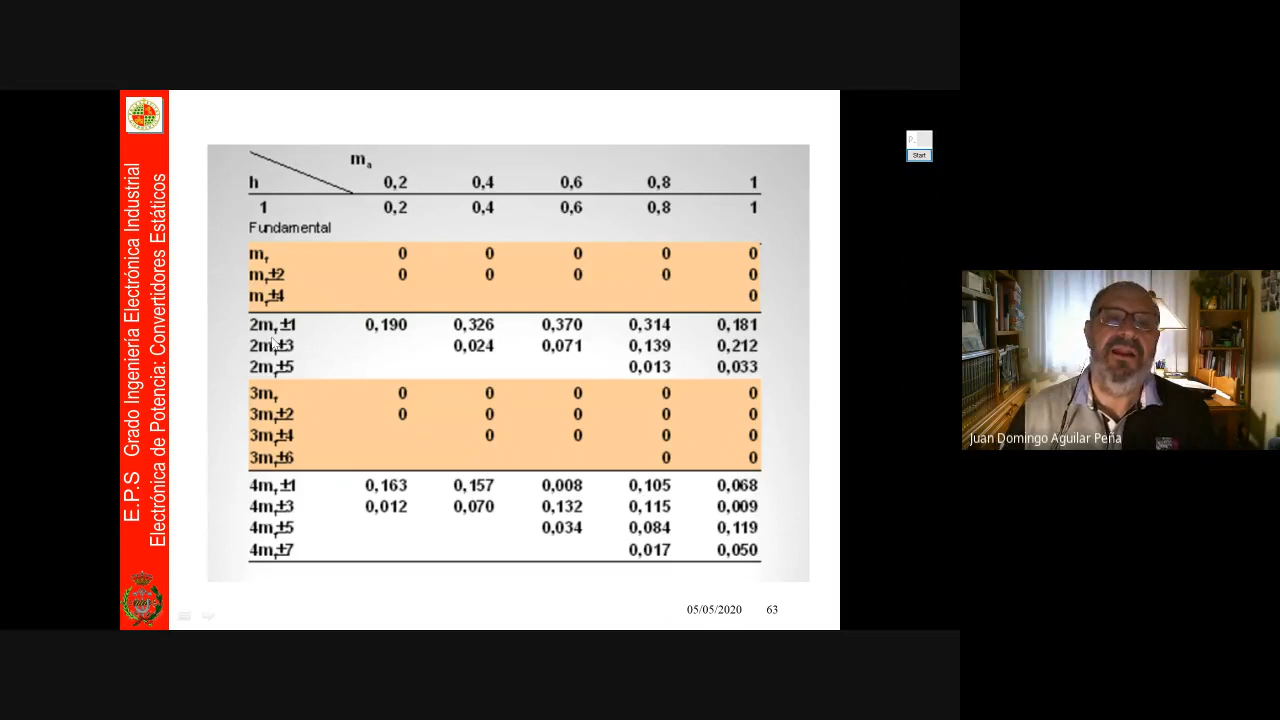 E.P.S Grado Ingeniería Electrónica Industrial
Electrónica de Potencia: Convertidores Estáticos
ma
h 0,2 0,4 0,6 0,8 1
1 0,2 0,4 0,6 0,8 1
Fundamental
mf 0 0 0 0 0
mf±2 0 0 0 0 0
mf±4 0
2mf±1 0,190 0,326 0,370 0,314 0,181
2mf±3 0,024 0,071 0,139 0,212
2mf±5 0,013 0,033
3mf 0 0 0 0 0
3mf±2 0 0 0 0 0
3mf±4 0 0 0 0
3mf±6 0 0
4mf±1 0,163 0,157 0,008 0,105 0,068
4mf±3 0,012 0,070 0,132 0,115 0,009
4mf±5 0,034 0,084 0,119
4mf±7 0,017 0,050
05/05/2020 63
P.
Start
Juan Domingo Aguilar Peña